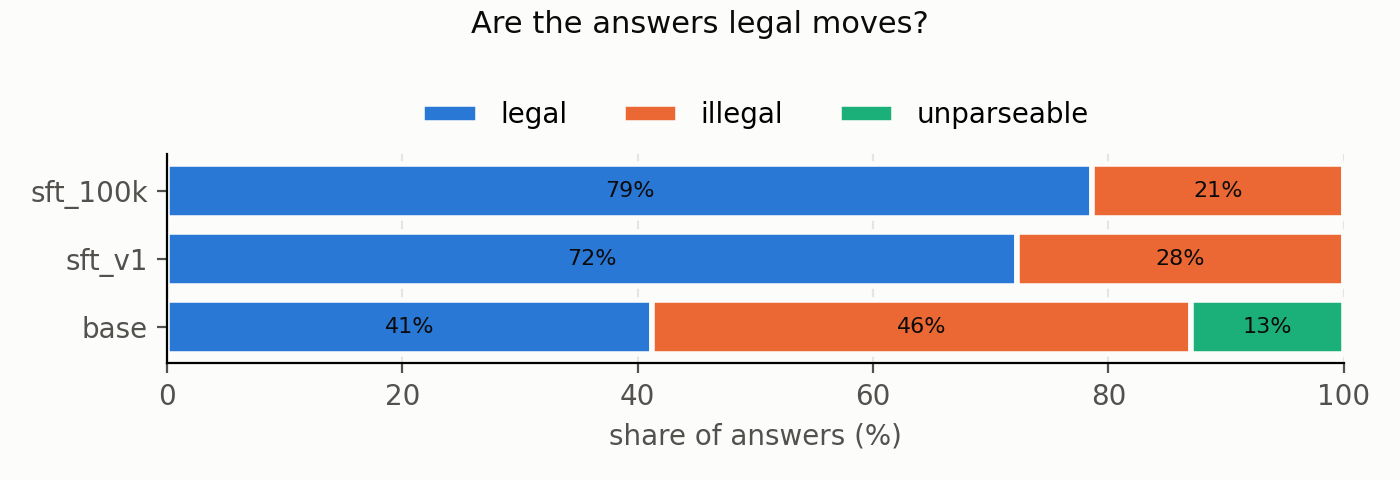 Are the answers legal moves?
legal illegal unparseable
sft_100k 79% 21%
sft_v1 72% 28%
base 41% 46% 13%
0 20 40 60 80 100
share of answers (%)